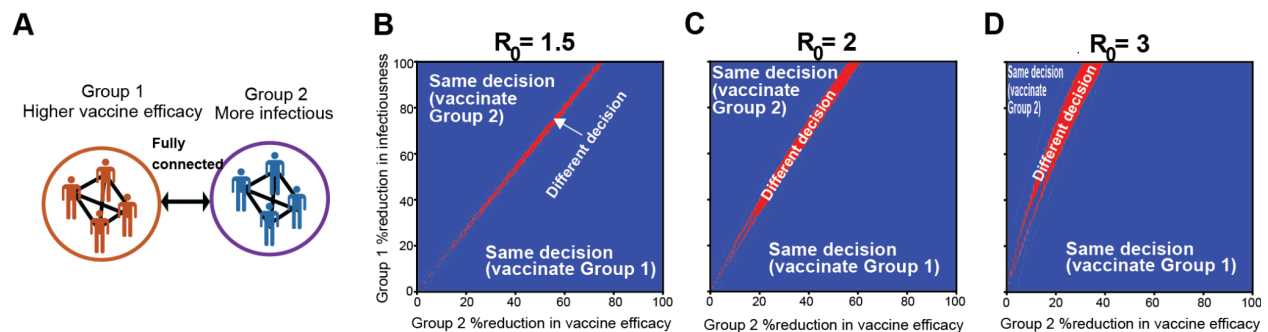 A
Group 1
Higher vaccine efficacy
Group 2
More infectious
Fully
connected
B
R0= 1.5
Group 1 %reduction in infectiousness
100
80
60
40
20
0
Same decision
(vaccinate
Group 2)
Different decision
Same decision
(vaccinate Group 1)
0 20 40 60 80 100
Group 2 %reduction in vaccine efficacy
C
R0= 2
Same decision
(vaccinate
Group 2)
Different decision
Same decision
(vaccinate Group 1)
0 20 40 60 80 100
Group 2 %reduction in vaccine efficacy
D
R0= 3
Same decision
(vaccinate
Group 2)
Different decision
Same decision
(vaccinate Group 1)
0 20 40 60 80 100
Group 2 %reduction in vaccine efficacy